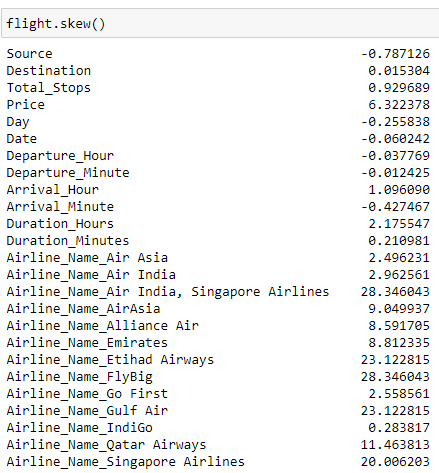 flight.skew()
Source -0.787126
Destination 0.015304
Total_Stops 0.929689
Price 6.322378
Day -0.255838
Date -0.060242
Departure_Hour -0.037769
Departure_Minute -0.012425
Arrival_Hour 1.096090
Arrival_Minute -0.427467
Duration_Hours 2.175547
Duration_Minutes 0.210981
Airline_Name_Air Asia 2.496231
Airline_Name_Air India 2.962561
Airline_Name_Air India, Singapore Airlines 28.346043
Airline_Name_AirAsia 9.049937
Airline_Name_Alliance Air 8.591705
Airline_Name_Emirates 8.812335
Airline_Name_Etihad Airways 23.122815
Airline_Name_FlyBig 28.346043
Airline_Name_Go First 2.558561
Airline_Name_Gulf Air 23.122815
Airline_Name_IndiGo 0.283817
Airline_Name_Qatar Airways 11.463813
Airline_Name_Singapore Airlines 20.006203